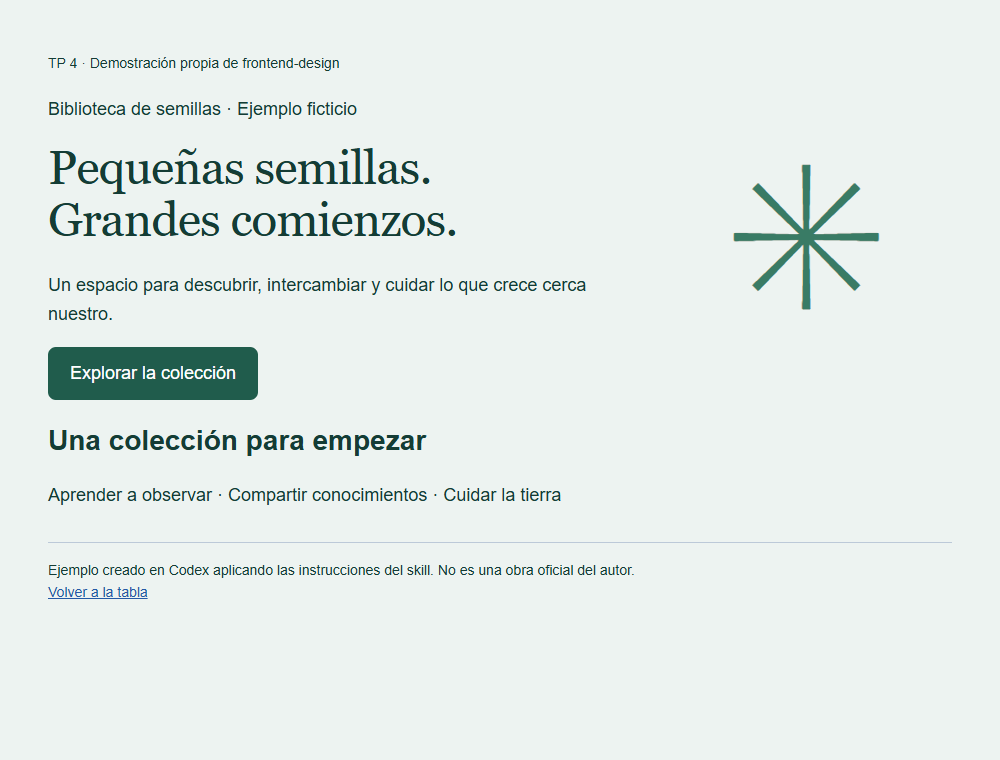 TP 4 · Demostración propia de frontend-design
Biblioteca de semillas · Ejemplo ficticio
Pequeñas semillas.
Grandes comienzos.
Un espacio para descubrir, intercambiar y cuidar lo que crece cerca
nuestro.
Explorar la colección
Una colección para empezar
Aprender a observar · Compartir conocimientos · Cuidar la tierra
Ejemplo creado en Codex aplicando las instrucciones del skill. No es una obra oficial del autor.
Volver a la tabla